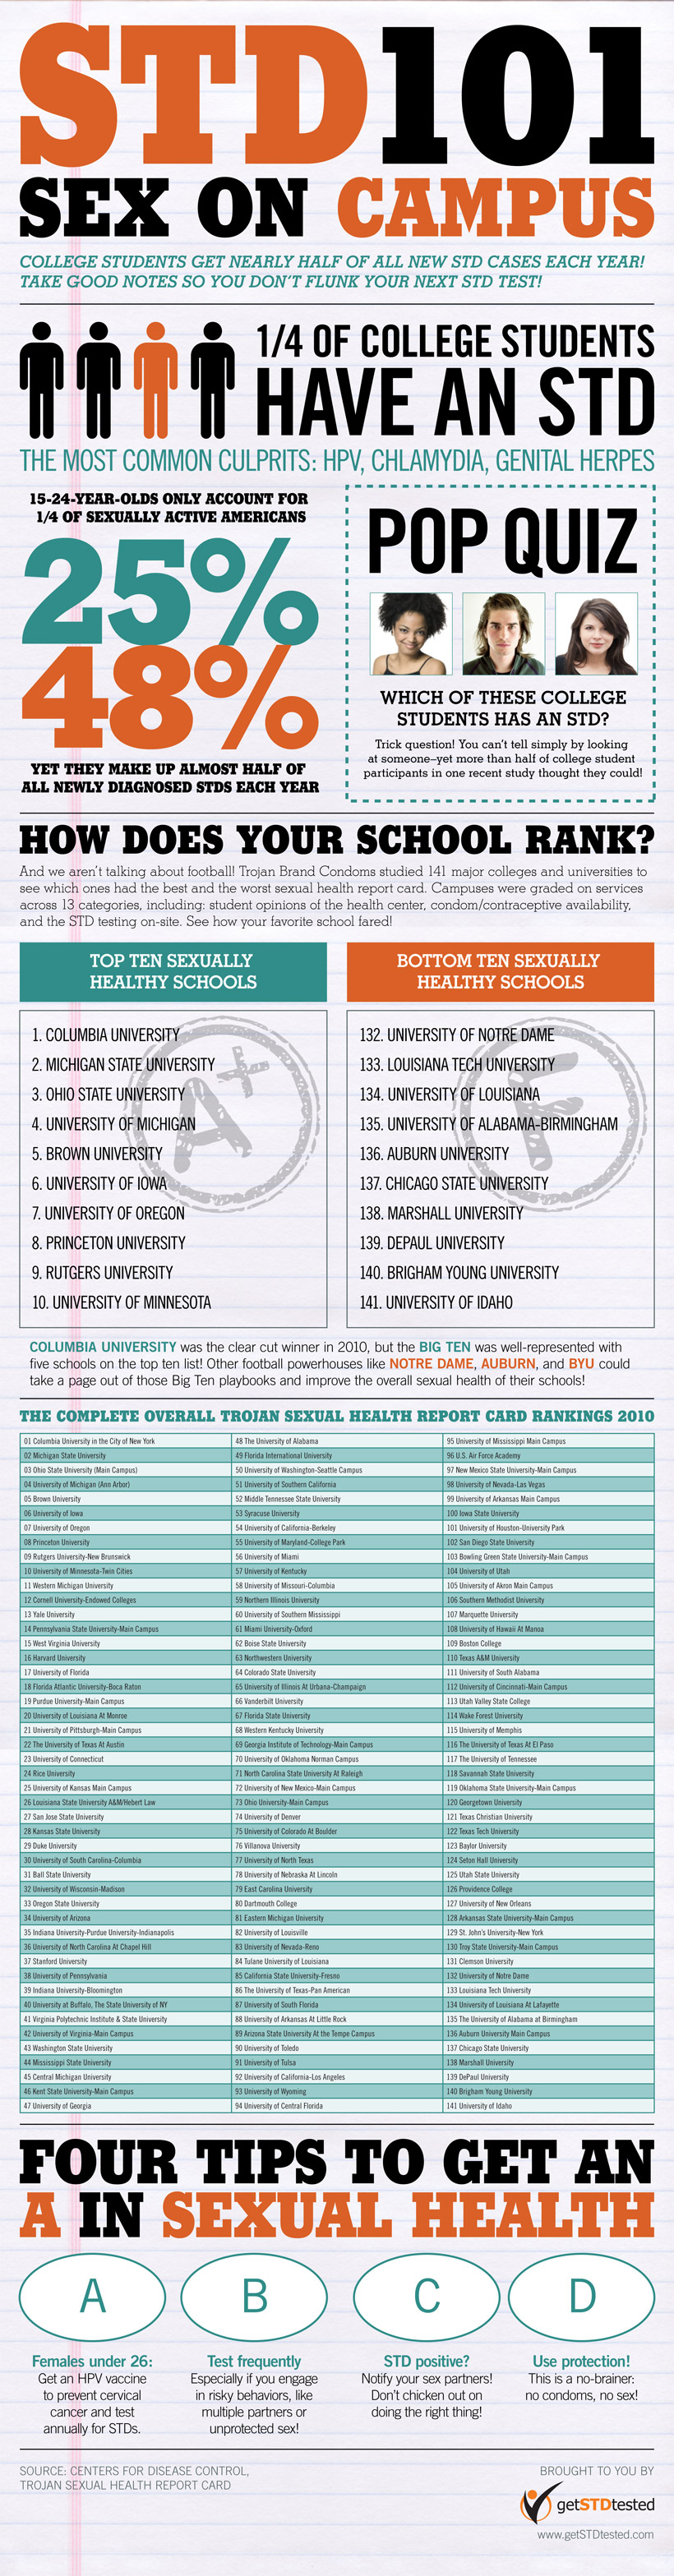 STD101
SEX ON CAMPUS
COLLEGE STUDENTS GET NEARLY HALF OF ALL NEW STD CASES EACH YEAR!
TAKE GOOD NOTES SO YOU DON'T FLUNK YOUR NEXT STD TEST!
1/4 OF COLLEGE STUDENTS
HAVE AN STD
THE MOST COMMON CULPRITS: HPV, CHLAMYDIA, GENITAL HERPES
15-24-YEAR-OLDS ONLY ACCOUNT FOR
1/4 OF SEXUALLY ACTIVE AMERICANS
25%
48%
YET THEY MAKE UP ALMOST HALF OF
ALL NEWLY DIAGNOSED STDS EACH YEAR
POP QUIZ
WHICH OF THESE COLLEGE
STUDENTS HAS AN STD?
Trick question! You can't tell simply by looking
at someone–yet more than half of college student
participants in one recent study thought they could!
HOW DOES YOUR SCHOOL RANK?
And we aren't talking about football! Trojan Brand Condoms studied 141 major colleges and universities to
see which ones had the best and the worst sexual health report card. Campuses were graded on services
across 13 categories, including: student opinions of the health center, condom/contraceptive availability,
and the STD testing on-site. See how your favorite school fared!
TOP TEN SEXUALLY
HEALTHY SCHOOLS
A+
1. COLUMBIA UNIVERSITY
2. MICHIGAN STATE UNIVERSITY
3. OHIO STATE UNIVERSITY
4. UNIVERSITY OF MICHIGAN
5. BROWN UNIVERSITY
6. UNIVERSITY OF IOWA
7. UNIVERSITY OF OREGON
8. PRINCETON UNIVERSITY
9. RUTGERS UNIVERSITY
10. UNIVERSITY OF MINNESOTA
BOTTOM TEN SEXUALLY
HEALTHY SCHOOLS
F
132. UNIVERSITY OF NOTRE DAME
133. LOUISIANA TECH UNIVERSITY
134. UNIVERSITY OF LOUISIANA
135. UNIVERSITY OF ALABAMA-BIRMINGHAM
136. AUBURN UNIVERSITY
137. CHICAGO STATE UNIVERSITY
138. MARSHALL UNIVERSITY
139. DEPAUL UNIVERSITY
140. BRIGHAM YOUNG UNIVERSITY
141. UNIVERSITY OF IDAHO
COLUMBIA UNIVERSITY was the clear cut winner in 2010, but the BIG TEN was well-represented with
five schools on the top ten list! Other football powerhouses like NOTRE DAME, AUBURN, and BYU could
take a page out of those Big Ten playbooks and improve the overall sexual health of their schools!
THE COMPLETE OVERALL TROJAN SEXUAL HEALTH REPORT CARD RANKINGS 2010
01 Columbia University in the City of New York
02 Michigan State University
03 Ohio State University (Main Campus)
04 University of Michigan (Ann Arbor)
05 Brown University
06 University of Iowa
07 University of Oregon
08 Princeton University
09 Rutgers University-New Brunswick
10 University of Minnesota-Twin Cities
11 Western Michigan University
12 Cornell University-Endowed Colleges
13 Yale University
14 Pennsylvania State University-Main Campus
15 West Virginia University
16 Harvard University
17 University of Florida
18 Florida Atlantic University-Boca Raton
19 Purdue University-Main Campus
20 University of Louisiana At Monroe
21 University of Pittsburgh-Main Campus
22 The University of Texas At Austin
23 University of Connecticut
24 Rice University
25 University of Kansas Main Campus
26 Louisiana State University A&M/Hebert Law
27 San Jose State University
28 Kansas State University
29 Duke University
30 University of South Carolina-Columbia
31 Ball State University
32 University of Wisconsin-Madison
33 Oregon State University
34 University of Arizona
35 Indiana University-Purdue University-Indianapolis
36 University of North Carolina At Chapel Hill
37 Stanford University
38 University of Pennsylvania
39 Indiana University-Bloomington
40 University at Buffalo, The State University of NY
41 Virginia Polytechnic Institute & State University
42 University of Virginia-Main Campus
43 Washington State University
44 Mississippi State University
45 Central Michigan University
46 Kent State University-Main Campus
47 University of Georgia
48 The University of Alabama
49 Florida International University
50 University of Washington-Seattle Campus
51 University of Southern California
52 Middle Tennessee State University
53 Syracuse University
54 University of California-Berkeley
55 University of Maryland-College Park
56 University of Miami
57 University of Kentucky
58 University of Missouri-Columbia
59 Northern Illinois University
60 University of Southern Mississippi
61 Miami University-Oxford
62 Boise State University
63 Northwestern University
64 Colorado State University
65 University of Illinois At Urbana-Champaign
66 Vanderbilt University
67 Florida State University
68 Western Kentucky University
69 Georgia Institute of Technology-Main Campus
70 University of Oklahoma Norman Campus
71 North Carolina State University At Raleigh
72 University of New Mexico-Main Campus
73 Ohio University-Main Campus
74 University of Denver
75 University of Colorado At Boulder
76 Villanova University
77 University of North Texas
78 University of Nebraska At Lincoln
79 East Carolina University
80 Dartmouth College
81 Eastern Michigan University
82 University of Louisville
83 University of Nevada-Reno
84 Tulane University of Louisiana
85 California State University-Fresno
86 The University of Texas-Pan American
87 University of South Florida
88 University of Arkansas At Little Rock
89 Arizona State University At the Tempe Campus
90 University of Toledo
91 University of Tulsa
92 University of California-Los Angeles
93 University of Wyoming
94 University of Central Florida
95 University of Mississippi Main Campus
96 U.S. Air Force Academy
97 New Mexico State University-Main Campus
98 University of Nevada-Las Vegas
99 University of Arkansas Main Campus
100 Iowa State University
101 University of Houston-University Park
102 San Diego State University
103 Bowling Green State University-Main Campus
104 University of Utah
105 University of Akron Main Campus
106 Southern Methodist University
107 Marquette University
108 University of Hawaii At Manoa
109 Boston College
110 Texas A&M University
111 University of South Alabama
112 University of Cincinnati-Main Campus
113 Utah Valley State College
114 Wake Forest University
115 University of Memphis
116 The University of Texas At El Paso
117 The University of Tennessee
118 Savannah State University
119 Oklahoma State University-Main Campus
120 Georgetown University
121 Texas Christian University
122 Texas Tech University
123 Baylor University
124 Seton Hall University
125 Utah State University
126 Providence College
127 University of New Orleans
128 Arkansas State University-Main Campus
129 St. John's University-New York
130 Troy State University-Main Campus
131 Clemson University
132 University of Notre Dame
133 Louisiana Tech University
134 University of Louisiana At Lafayette
135 The University of Alabama at Birmingham
136 Auburn University Main Campus
137 Chicago State University
138 Marshall University
139 DePaul University
140 Brigham Young University
141 University of Idaho
FOUR TIPS TO GET AN
A IN SEXUAL HEALTH
A
Females under 26:
Get an HPV vaccine
to prevent cervical
cancer and test
annually for STDs.
B
Test frequently
Especially if you engage
in risky behaviors, like
multiple partners or
unprotected sex!
C
STD positive?
Notify your sex partners!
Don't chicken out on
doing the right thing!
D
Use protection!
This is a no-brainer:
no condoms, no sex!
SOURCE: CENTERS FOR DISEASE CONTROL,
TROJAN SEXUAL HEALTH REPORT CARD
BROUGHT TO YOU BY
getSTDtested
www.getSTDtested.com